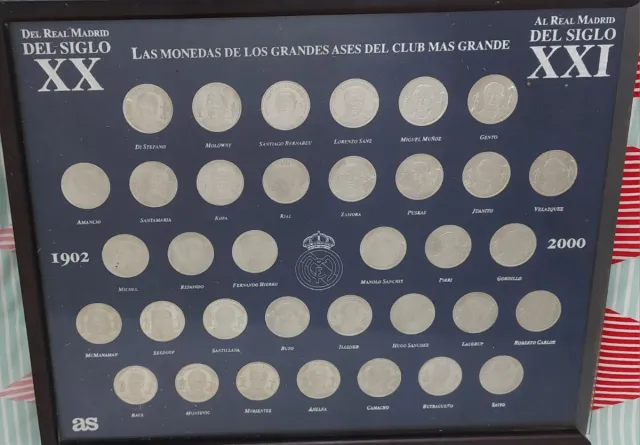 DEL REAL MADRID
DEL SIGLO
XX
LAS MONEDAS DE LOS GRANDES ASES DEL CLUB MAS GRANDE
AL REAL MADRID
DEL SIGLO
XXI
DI STEFANO MOLOWNY SANTIAGO BERNABEU LORENZO SANZ MIGUEL MUÑOZ GENTO
AMANCIO SANTAMARIA KOPA RIAL ZAMORA PUSKAS JUANITO VELAZQUEZ
1902
2000
MICHEL REDONDO FERNANDO HIERRO MANOLO SANCHIS PIRRI GORDILLO
MCMANAMAN SEEDORF SANTILLANA BUYO ILLGNER HUGO SANCHEZ ROBERTO CARLOS
RAUL MORIENTES CAMACHO BUTRAGUEÑO
as